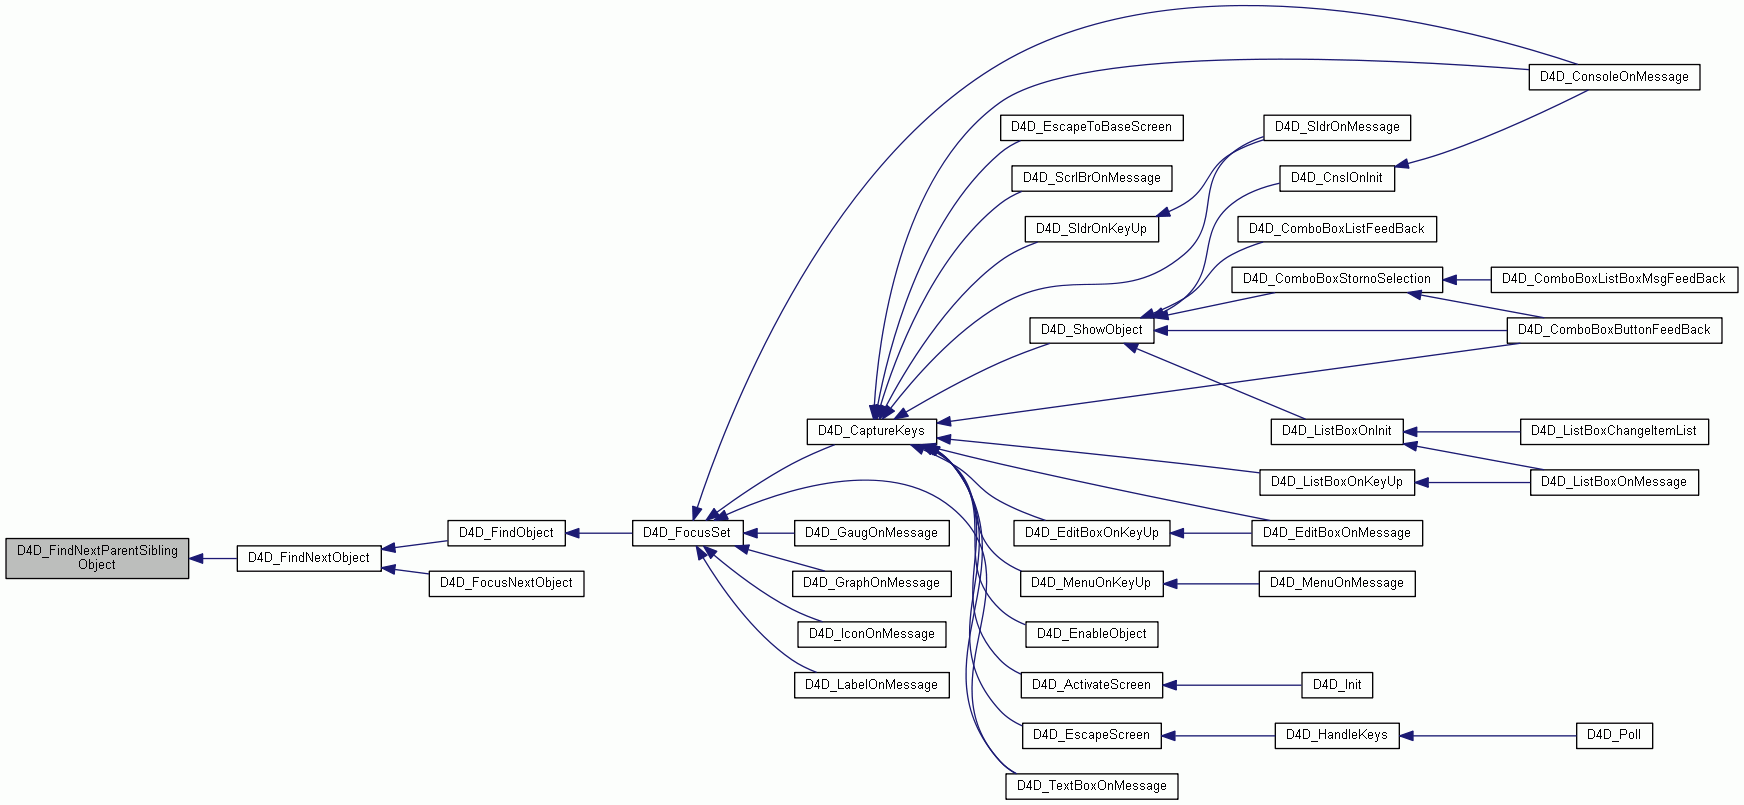 D4D_FindNextParentSibling
Object
D4D_FindNextObject
D4D_FindObject
D4D_FocusNextObject
D4D_FocusSet
D4D_CaptureKeys
D4D_GaugOnMessage
D4D_GraphOnMessage
D4D_IconOnMessage
D4D_LabelOnMessage
D4D_EscapeToBaseScreen
D4D_ScrlBrOnMessage
D4D_SldrOnKeyUp
D4D_ShowObject
D4D_EditBoxOnKeyUp
D4D_MenuOnKeyUp
D4D_EnableObject
D4D_ActivateScreen
D4D_EscapeScreen
D4D_TextBoxOnMessage
D4D_SldrOnMessage
D4D_CnslOnInit
D4D_ComboBoxListFeedBack
D4D_ComboBoxStornoSelection
D4D_ListBoxOnInit
D4D_ListBoxOnKeyUp
D4D_EditBoxOnMessage
D4D_MenuOnMessage
D4D_Init
D4D_HandleKeys
D4D_ConsoleOnMessage
D4D_ComboBoxListBoxMsgFeedBack
D4D_ComboBoxButtonFeedBack
D4D_ListBoxChangeItemList
D4D_ListBoxOnMessage
D4D_Poll